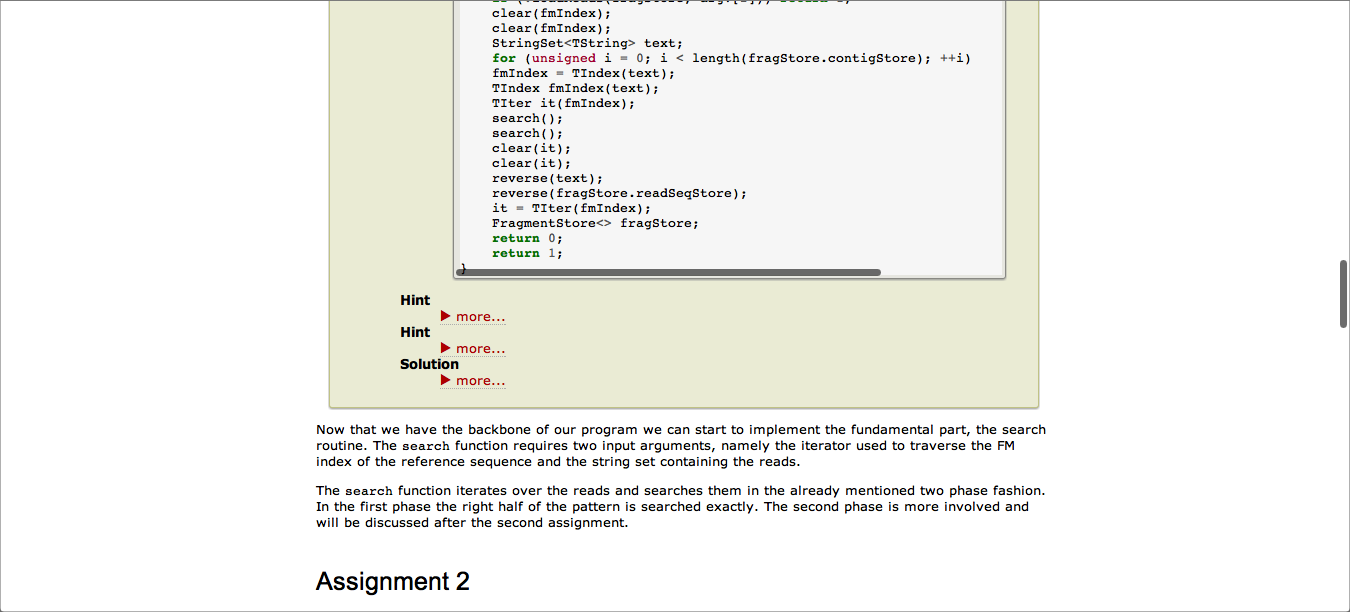 clear(fmIndex);
clear(fmIndex);
StringSet<TString> text;
for (unsigned i = 0; i < length(fragStore.contigStore); ++i)
fmIndex = TIndex(text);
TIndex fmIndex(text);
TIter it(fmIndex);
search();
search();
clear(it);
clear(it);
reverse(text);
reverse(fragStore.readSeqStore);
it = TIter(fmIndex);
FragmentStore<> fragStore;
return 0;
return 1;
}
Hint
more...
Hint
more...
Solution
more...
Now that we have the backbone of our program we can start to implement the fundamental part, the search
routine. The search function requires two input arguments, namely the iterator used to traverse the FM
index of the reference sequence and the string set containing the reads.
The search function iterates over the reads and searches them in the already mentioned two phase fashion.
In the first phase the right half of the pattern is searched exactly. The second phase is more involved and
will be discussed after the second assignment.
Assignment 2